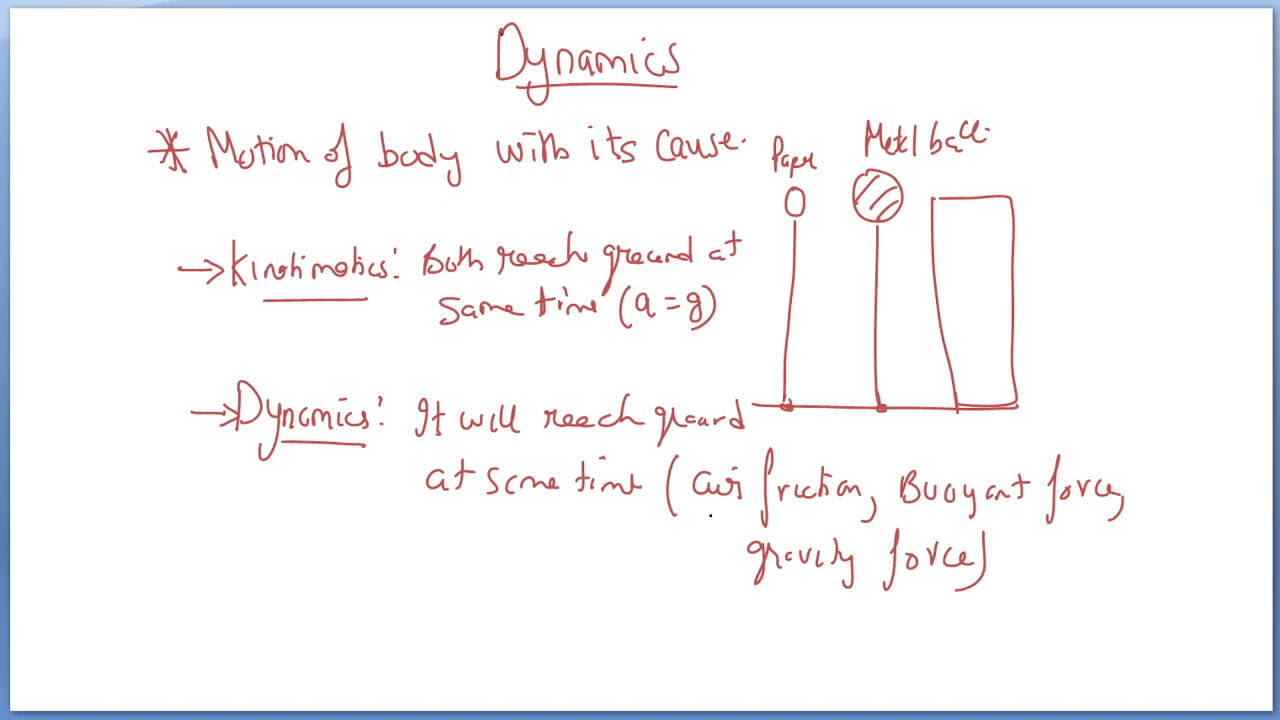 Dynamics
* Motion of body with its cause.
Paper
Metal ball
→ Kinetimatics: Both reach ground at
same time (a = g)
→ Dynamics: It will reach ground
at same time (air friction, Buoyant force,
gravity force)